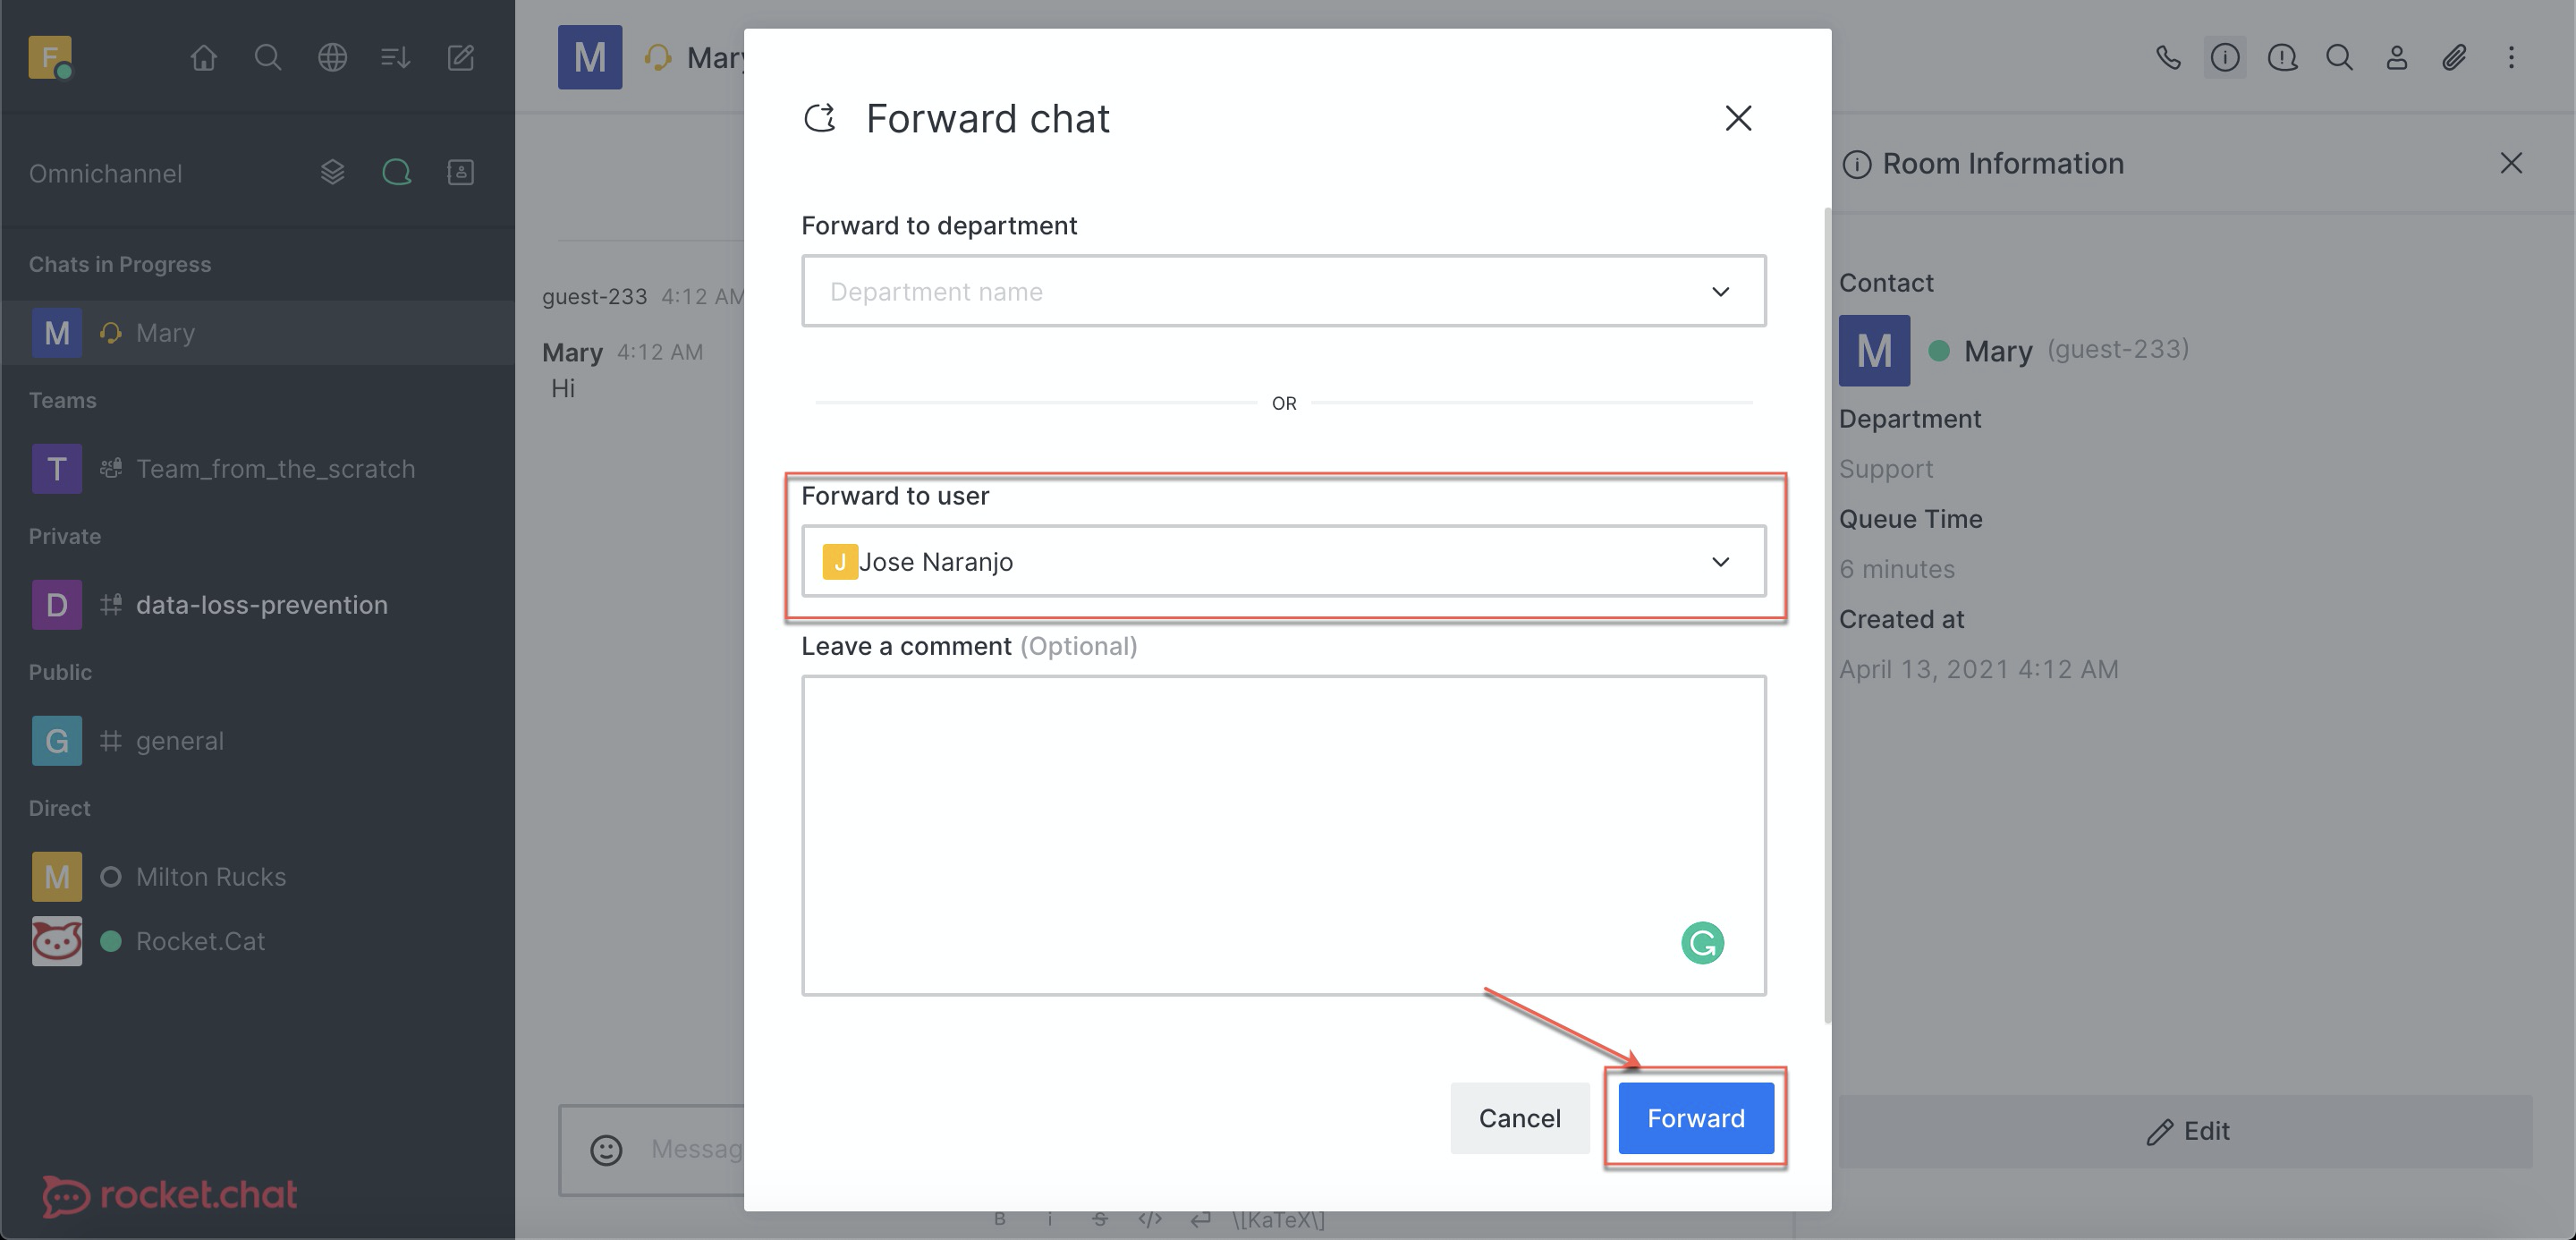 F
Omnichannel
Chats in Progress
M Mary
Teams
T Team_from_the_scratch
Private
D data-loss-prevention
Public
G general
Direct
M Milton Rucks
Rocket.Cat
rocket.chat
M Mary
guest-233 4:12 AM
Mary 4:12 AM
Hi
Messag
B i S </> \[KaTeX\]
Forward chat
Forward to department
Department name
OR
Forward to user
J Jose Naranjo
Leave a comment (Optional)
Cancel
Forward
Room Information
Contact
M Mary (guest-233)
Department
Support
Queue Time
6 minutes
Created at
April 13, 2021 4:12 AM
Edit